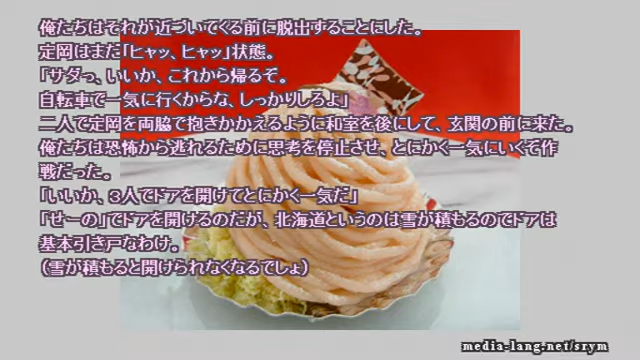 俺たちはそれが近づいてくる前に脱出することにした。
定岡はまだ「ヒャッ、ヒャッ」状態。
「サダっ、いいか、これから帰るぞ。
自転車で一気に行くからな、しっかりしろよ」
二人で定岡を両脇で抱きかかえるように和室を後にして、玄関の前に来た。
俺たちは恐怖から逃れるために思考を停止させ、とにかく一気にいくぞ作
戦だった。
「いいか、3人でドアを開けてとにかく一気だ」
「せーの」でドアを開けるのだが、北海道というのは雪が積もるのでドアは
基本引き戸なわけ。
（雪が積もると開けられなくなるでしょ）
media-lang.net/srym